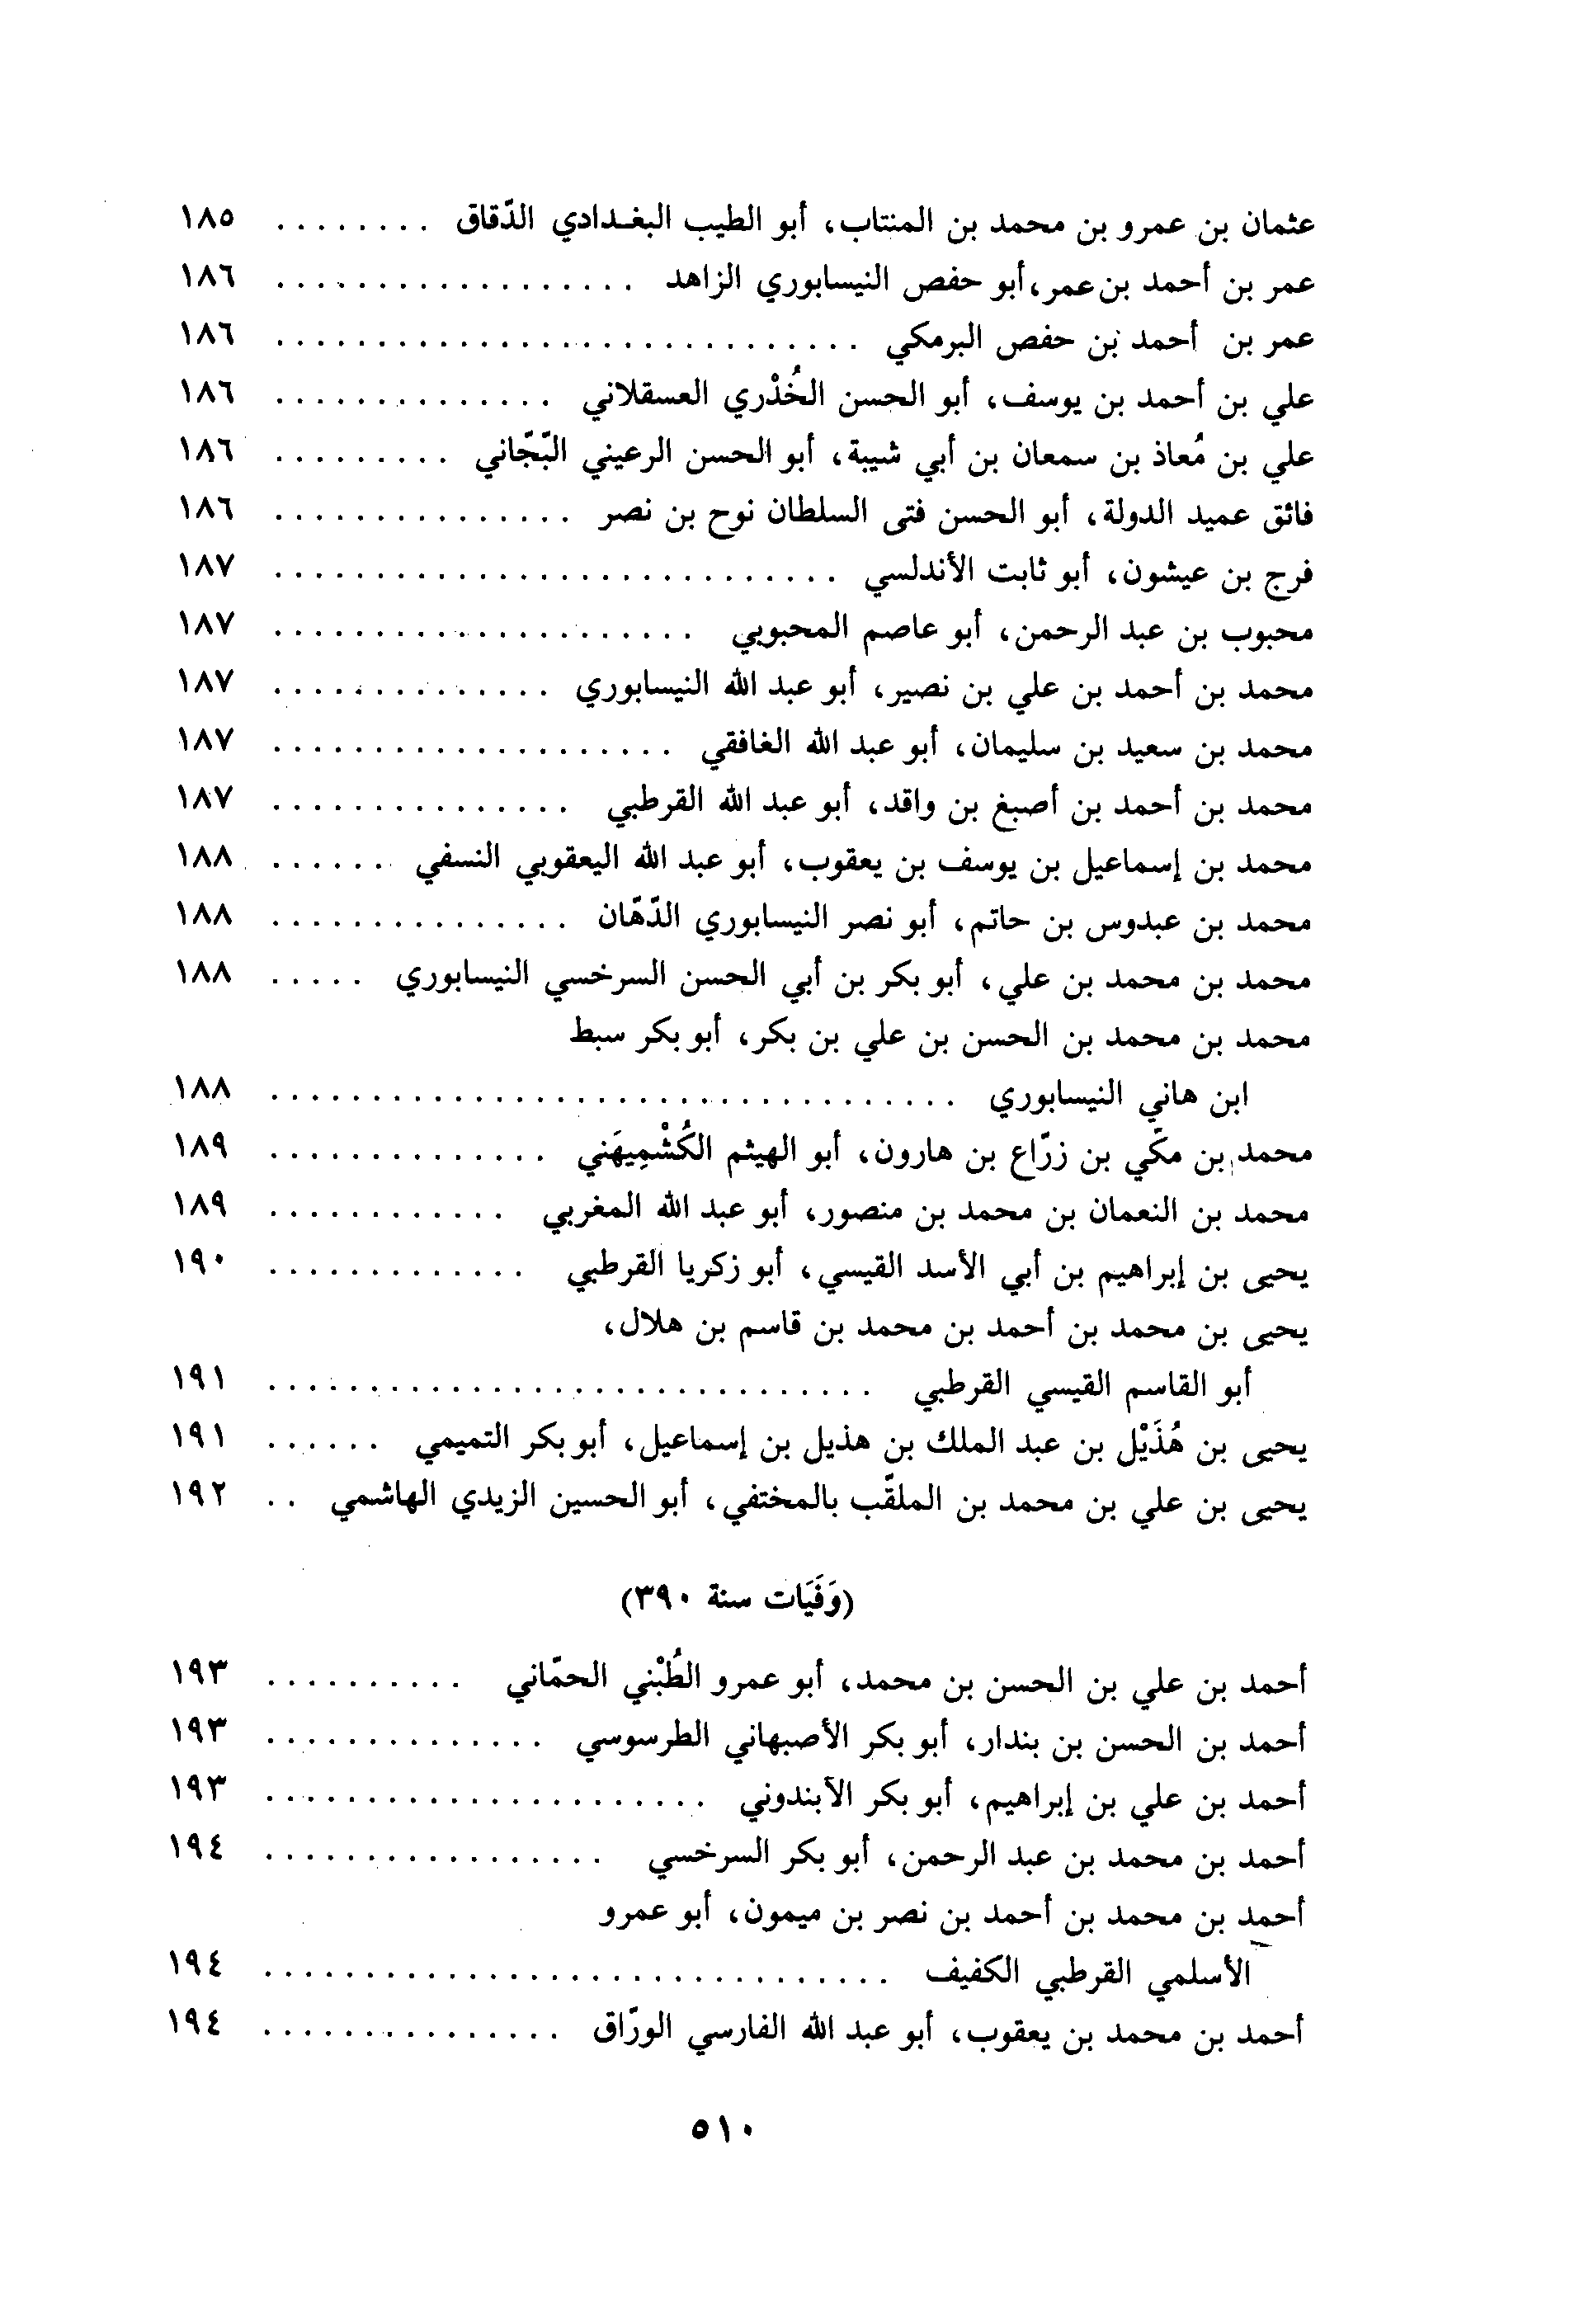 عثمان بن عمرو بن محمد بن المنتاب، أبو الطيب البغدادي الدّقاق ........ ١٨٥
عمر بن أحمد بن عمر، أبو حفص النيسابوري الزاهد .................. ١٨٦
عمر بن أحمد بن حفص البرمكي ............................. ١٨٦
علي بن أحمد بن يوسف، أبو الحسن الخُذْري العسقلاني .............. ١٨٦
علي بن مُعاذ بن سمعان بن أبي شيبة، أبو الحسن الرعيني البّجّاني ......... ١٨٦
فائق عميد الدولة، أبو الحسن فتى السلطان نوح بن نصر ............... ١٨٦
فرج بن عيشون، أبو ثابت الأندلسي ............................ ١٨٧
محبوب بن عبد الرحمن، أبو عاصم المحبوبي ..................... ١٨٧
محمد بن أحمد بن علي بن نصير، أبو عبد الله النيسابوري .............. ١٨٧
محمد بن سعيد بن سليمان، أبو عبد الله الغافقي .................... ١٨٧
محمد بن أحمد بن أصبغ بن واقد، أبو عبد الله القرطبي ............... ١٨٧
محمد بن إسماعيل بن يوسف بن يعقوب، أبو عبد الله اليعقوبي النسفي ...... ١٨٨
محمد بن عبدوس بن حاتم، أبو نصر النيسابوري الدّهّان ............... ١٨٨
محمد بن محمد بن علي، أبو بكر بن أبي الحسن السرخسي النيسابوري ..... ١٨٨
محمد بن محمد بن الحسن بن علي بن بكر، أبو بكر سبط
ابن هاني النيسابوري .................................. ١٨٨
محمد بن مكّي بن زرّاع بن هارون، أبو الهيثم الكُشْمِيهَني .............. ١٨٩
محمد بن النعمان بن محمد بن منصور، أبو عبد الله المغربي ............ ١٨٩
يحيى بن إبراهيم بن أبي الأسد القيسي، أبو زكريا القرطبي ............. ١٩٠
يحيى بن محمد بن أحمد بن محمد بن قاسم بن هلال،
أبو القاسم القيسي القرطبي .............................. ١٩١
يحيى بن هُذَيْل بن عبد الملك بن هذيل بن إسماعيل، أبو بكر التميمي ...... ١٩١
يحيى بن علي بن محمد بن الملقّب بالمختفي، أبو الحسين الزيدي الهاشمي .. ١٩٢
(وَفَيَات سنة ٣٩٠)
أحمد بن علي بن الحسن بن محمد، أبو عمرو الطُبْني الحمّاني .......... ١٩٣
أحمد بن الحسن بن بندار، أبو بكر الأصبهاني الطرسوسي .............. ١٩٣
أحمد بن علي بن إبراهيم، أبو بكر الآبندوني ...................... ١٩٣
أحمد بن محمد بن عبد الرحمن، أبو بكر السرخسي ................. ١٩٤
أحمد بن محمد بن أحمد بن نصر بن ميمون، أبو عمرو
الأسلمي القرطبي الكفيف ............................... ١٩٤
أحمد بن محمد بن يعقوب، أبو عبد الله الفارسي الورّاق ............... ١٩٤
٥١٠